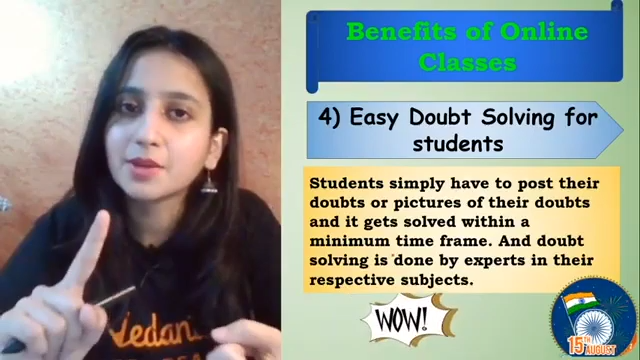 Benefits of Online
Classes
4) Easy Doubt Solving for
students
Students simply have to post their
doubts or pictures of their doubts
and it gets solved within a
minimum time frame. And doubt
solving is done by experts in their
respective subjects.
WOW!
15TH
AUGUST